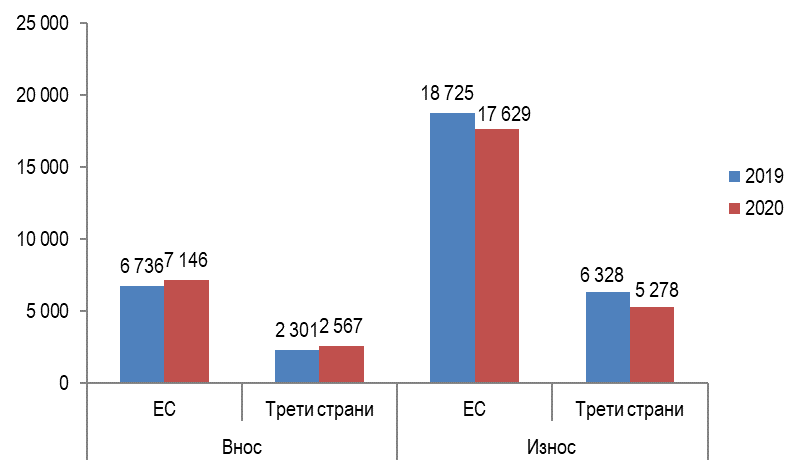 25 000
20 000
15 000
10 000
5 000
0
6 736
7 146
2 301
2 567
18 725
17 629
6 328
5 278
ЕС
Трети страни
ЕС
Трети страни
Внос
Износ
2019
2020